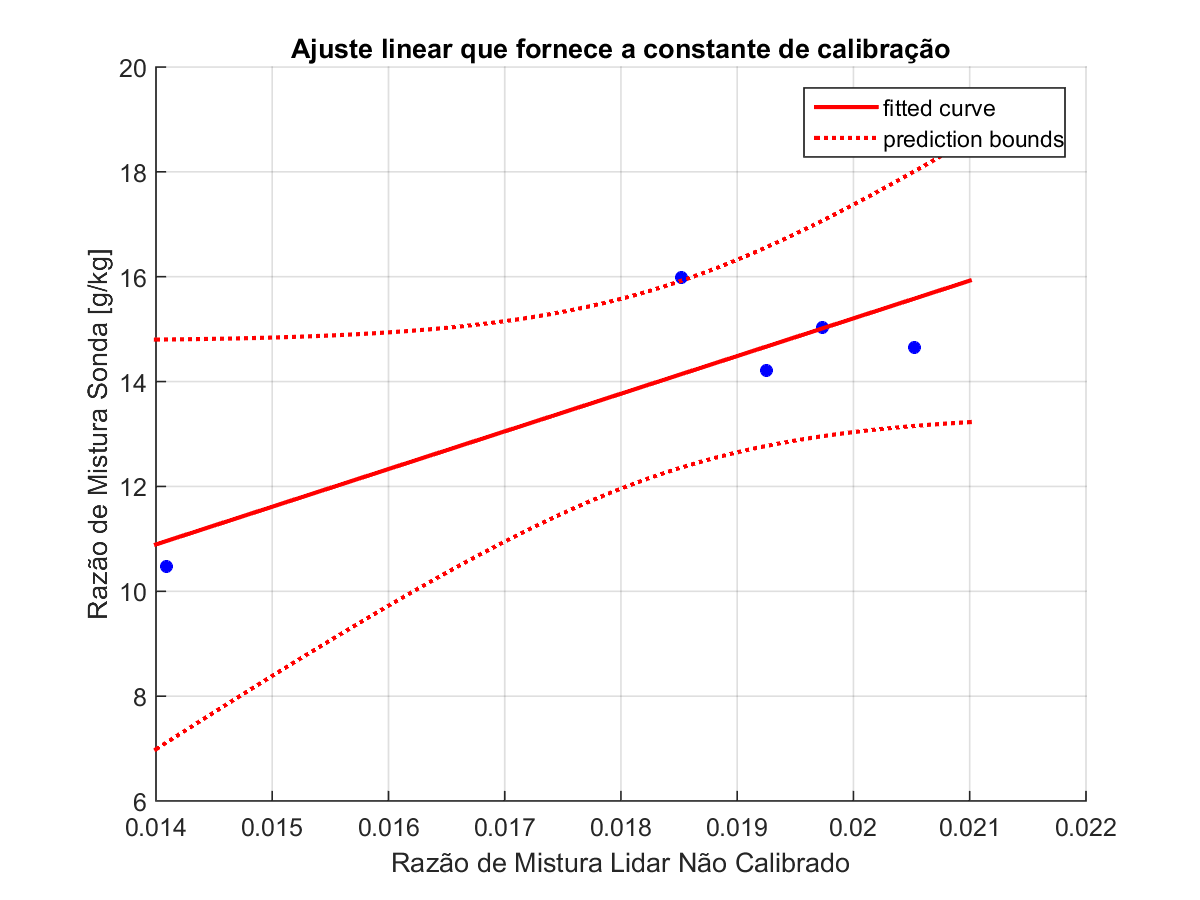 Ajuste linear que fornece a constante de calibração
20
18
16
14
12
10
8
6
fitted curve
prediction bounds
Razão de Mistura Sonda [g/kg]
0.014 0.015 0.016 0.017 0.018 0.019 0.02 0.021 0.022
Razão de Mistura Lidar Não Calibrado